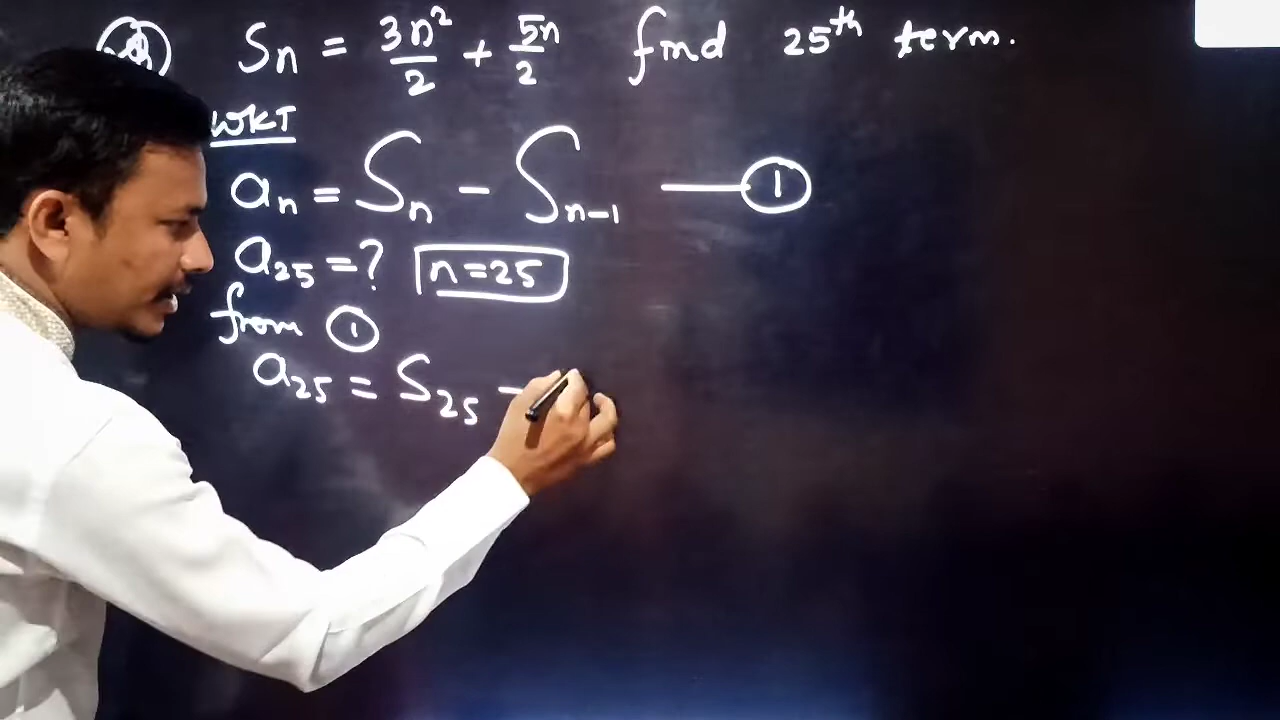 Sn = 3n²/2 + 5n/2 find 25th term.
WKT
an = Sn - Sn-1 — ①
a25 = ? n=25
from ①
a25 = S25 -